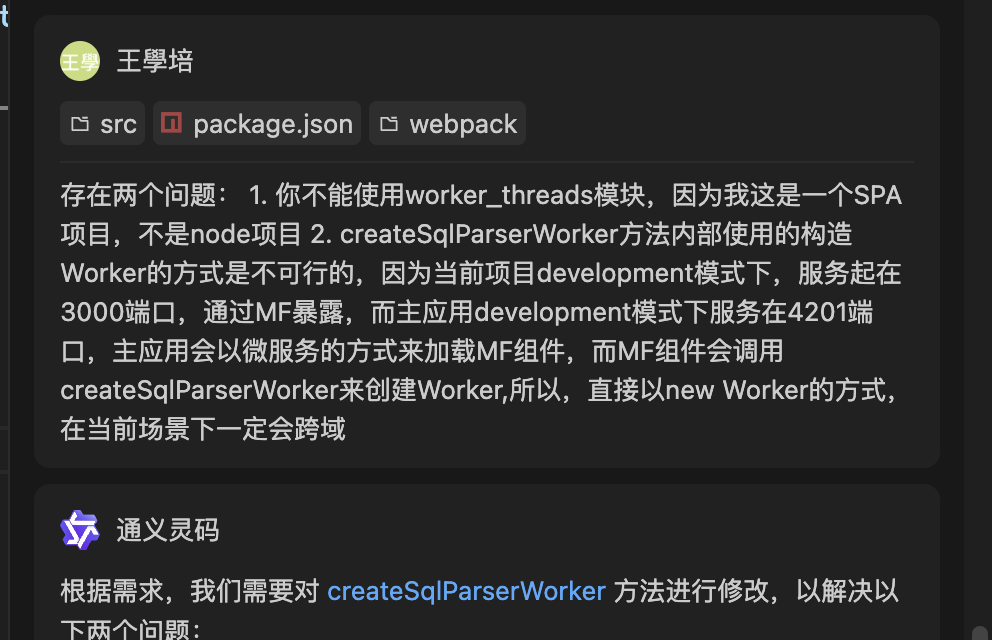 t
王學 王學培
src package.json webpack
存在两个问题： 1. 你不能使用worker_threads模块，因为我这是一个SPA
项目，不是node项目 2. createSqlParserWorker方法内部使用的构造
Worker的方式是不可行的，因为当前项目development模式下，服务起在
3000端口，通过MF暴露，而主应用development模式下服务在4201端
口，主应用会以微服务的方式来加载MF组件，而MF组件会调用
createSqlParserWorker来创建Worker,所以，直接以new Worker的方式，
在当前场景下一定会跨域
通义灵码
根据需求，我们需要对 createSqlParserWorker 方法进行修改，以解决以
下两个问题：